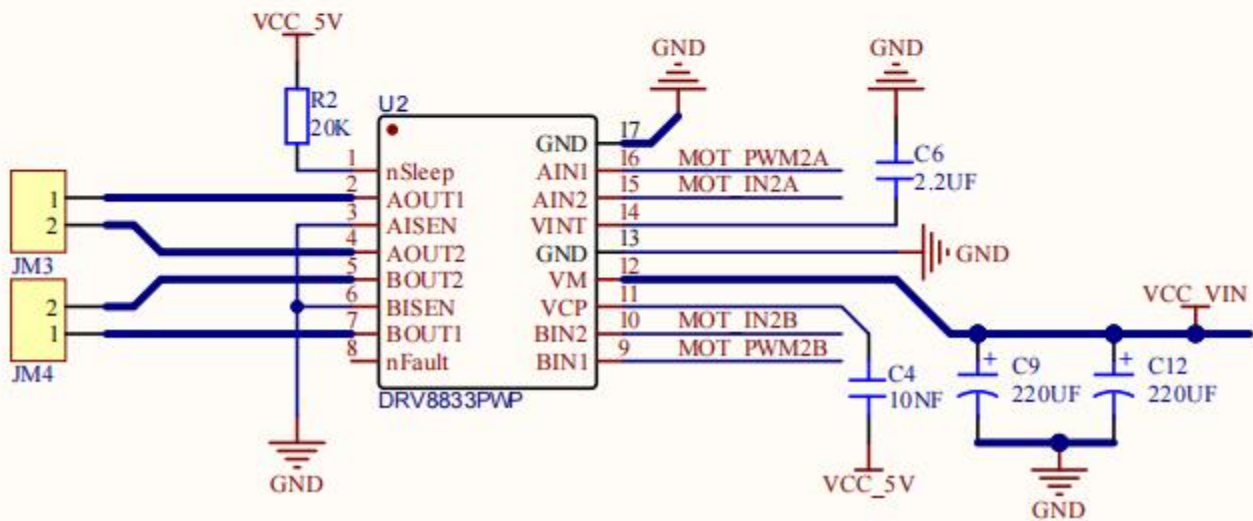 VCC_5V
R2
20K
U2
GND
GND
C6
2.2UF
1 nSleep
2 AOUT1
3 AISEN
4 AOUT2
5 BOUT2
6 BISEN
7 BOUT1
8 nFault
GND 17
AIN1 16 MOT_PWM2A
AIN2 15 MOT_IN2A
VINT 14
GND 13 GND
VM 12
VCP 11
BIN2 10 MOT_IN2B
BIN1 9 MOT_PWM2B
DRV8833PWP
1
2
JM3
2
1
JM4
GND
C4
10NF
VCC_5V
VCC_VIN
+ C9
220UF
+ C12
220UF
GND